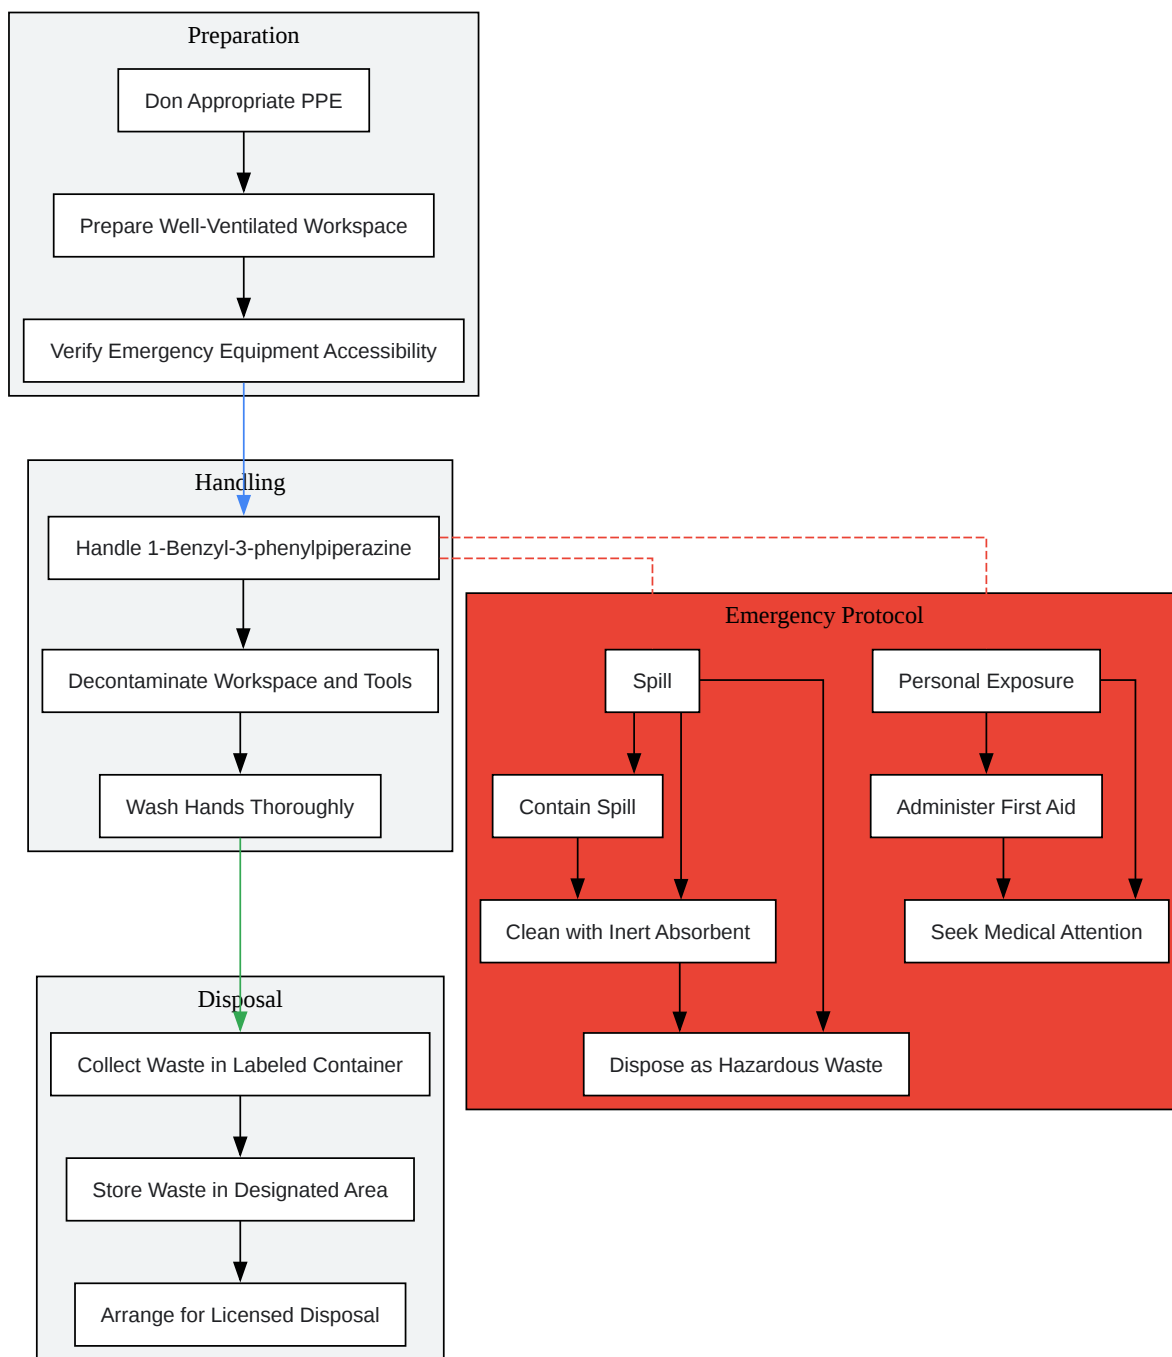 Preparation
Don Appropriate PPE
Prepare Well-Ventilated Workspace
Verify Emergency Equipment Accessibility
Handling
Handle 1-Benzyl-3-phenylpiperazine
Decontaminate Workspace and Tools
Wash Hands Thoroughly
Emergency Protocol
Spill
Personal Exposure
Contain Spill
Administer First Aid
Clean with Inert Absorbent
Seek Medical Attention
Dispose as Hazardous Waste
Disposal
Collect Waste in Labeled Container
Store Waste in Designated Area
Arrange for Licensed Disposal